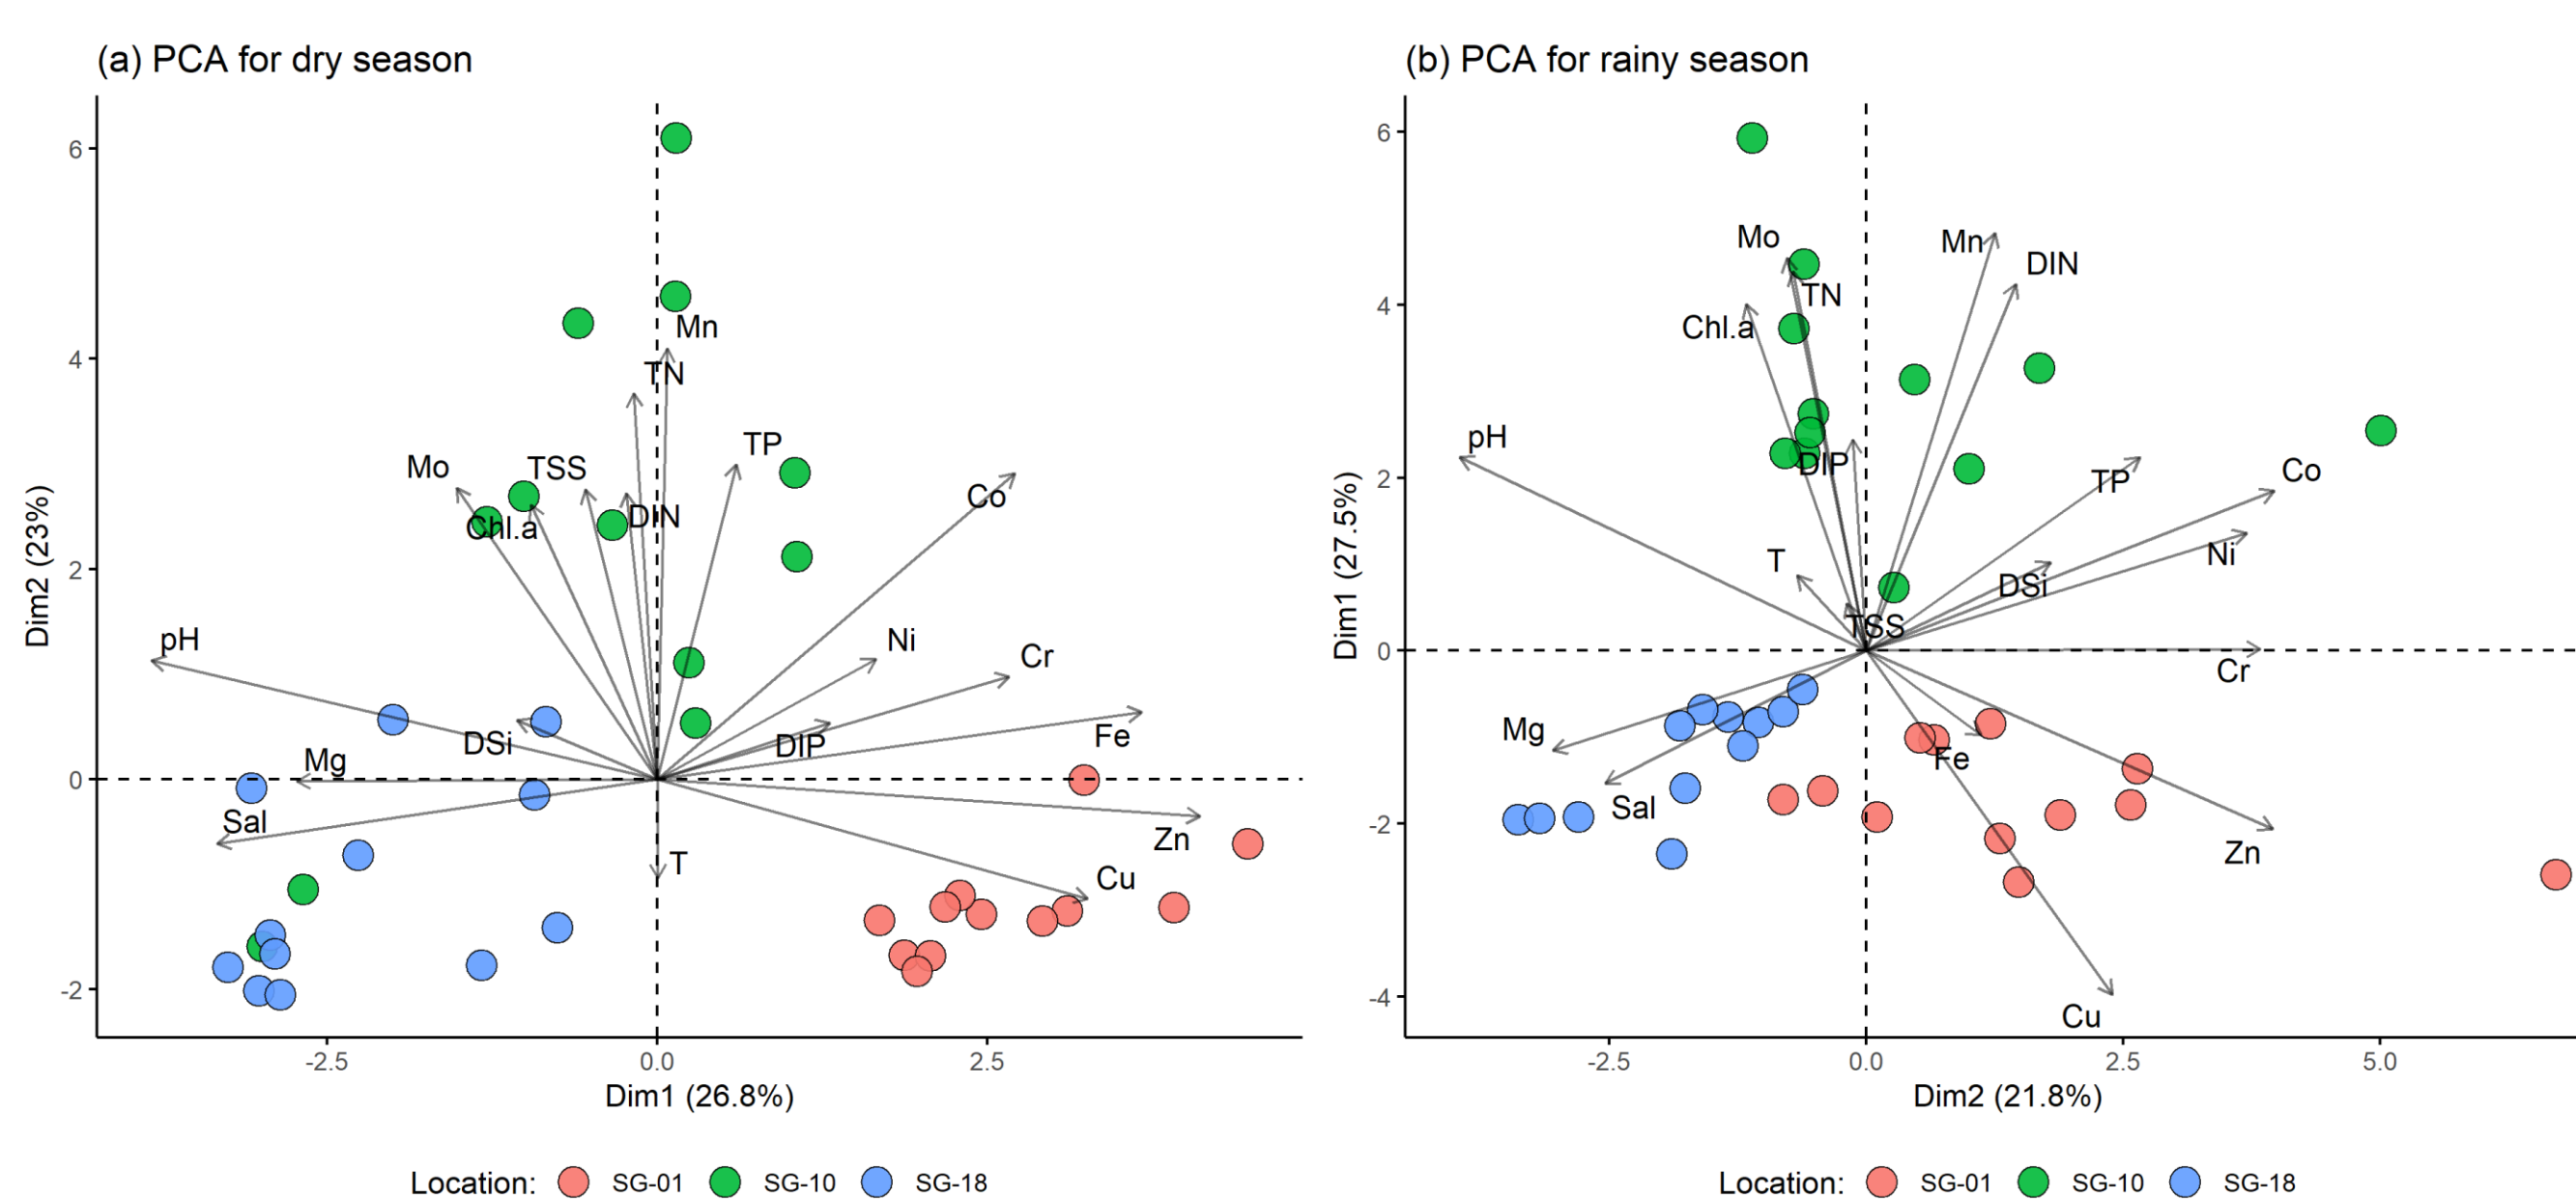 (a) PCA for dry season
6
4
2
0
-2
Dim2 (23%)
Mn
TN
TP
Mo
TSS
Co
Chl.a
DIN
pH
Ni
Cr
DSi
DIP
Fe
Mg
Sal
Zn
T
Cu
-2.5
0.0
2.5
Dim1 (26.8%)
Location:
SG-01
SG-10
SG-18
(b) PCA for rainy season
6
4
2
0
-2
-4
Dim1 (27.5%)
Mo
Mn
DIN
TN
Chl.a
pH
DIP
TP
Co
T
Ni
DSi
TSS
Cr
Mg
Fe
Sal
Zn
Cu
-2.5
0.0
2.5
5.0
Dim2 (21.8%)
Location:
SG-01
SG-10
SG-18